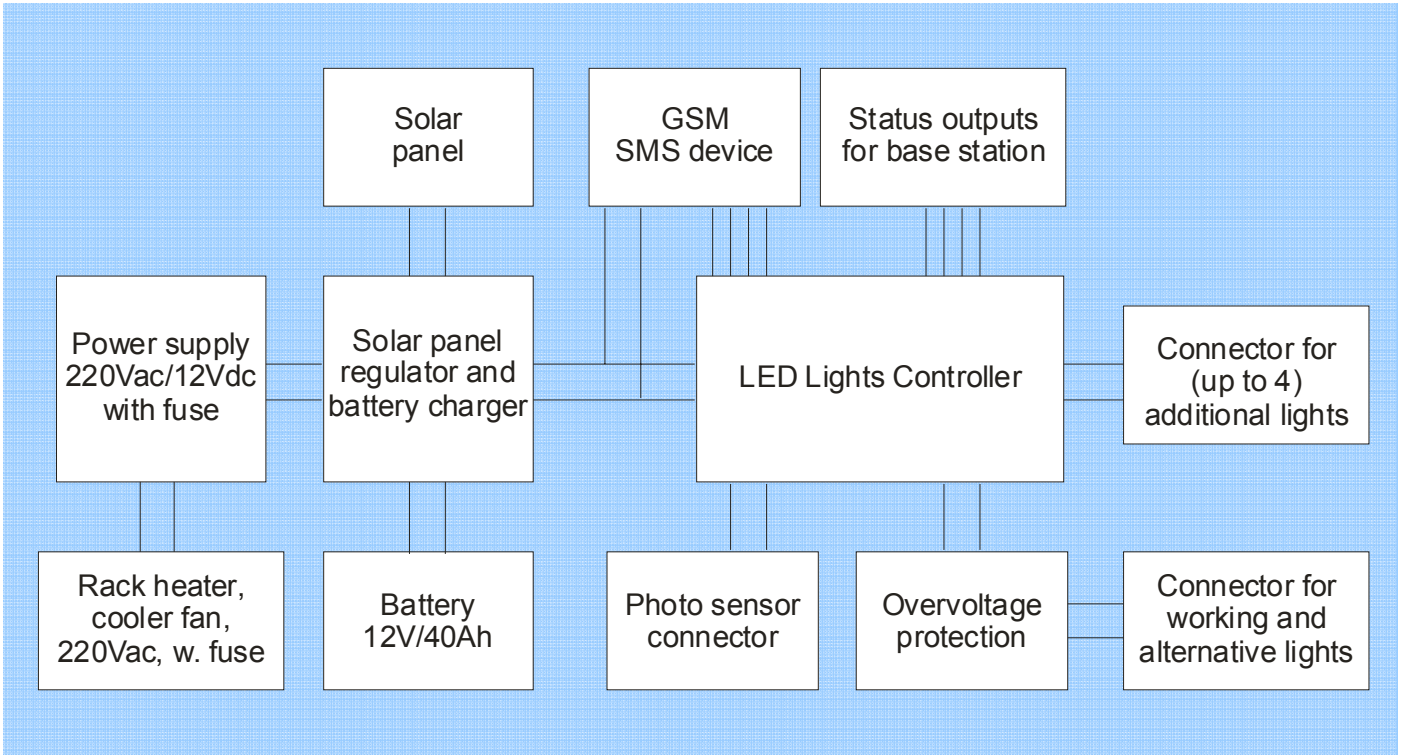 Solar
panel
GSM
SMS device
Status outputs
for base station
Power supply
220Vac/12Vdc
with fuse
Solar panel
regulator and
battery charger
LED Lights Controller
Connector for
(up to 4)
additional lights
Rack heater,
cooler fan,
220Vac, w. fuse
Battery
12V/40Ah
Photo sensor
connector
Overvoltage
protection
Connector for
working and
alternative lights